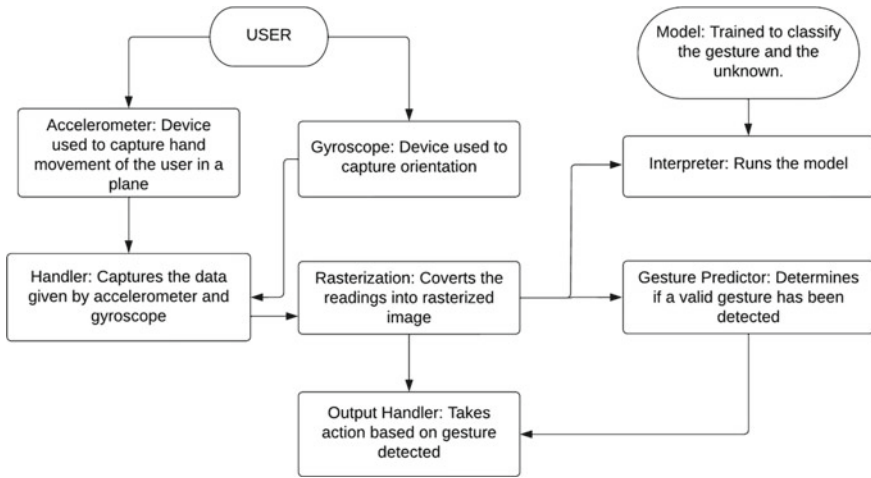 USER
Model: Trained to classify
the gesture and the
unknown.
Accelerometer: Device
used to capture hand
movement of the user in a
plane
Gyroscope: Device used to
capture orientation
Interpreter: Runs the model
Handler: Captures the data
given by accelerometer and
gyroscope
Rasterization: Coverts the
readings into rasterized
image
Gesture Predictor: Determines
if a valid gesture has been
detected
Output Handler: Takes
action based on gesture
detected